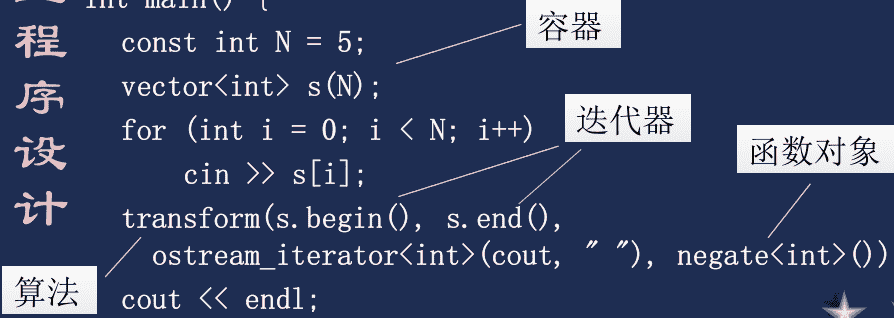 程
序
设
计
int main() {
const int N = 5;
容器
vector<int> s(N);
for (int i = 0; i < N; i++)
迭代器
cin >> s[i];
函数对象
transform(s.begin(), s.end(),
ostream_iterator<int>(cout, " "), negate<int>())
算法
cout << endl;